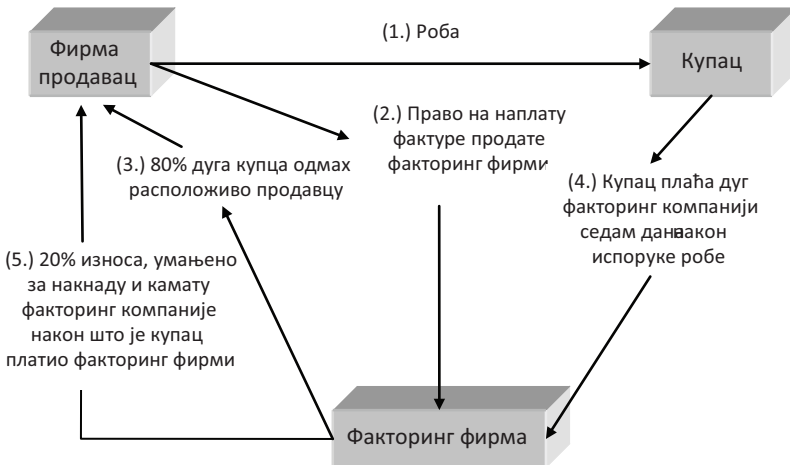 (1.) Роба
Фирма
продавац
Купац
(2.) Право на наплату
фактуре продате
факторинг фирми
(3.) 80% дуга купца одмах
расположиво продавцу
(4.) Купац плаћа дуг
факторинг компанији
седам дана након
испоруке робе
(5.) 20% износа, умањено
за накнаду и камату
факторинг компаније
након што је купац
платио факторинг фирми
Факторинг фирма